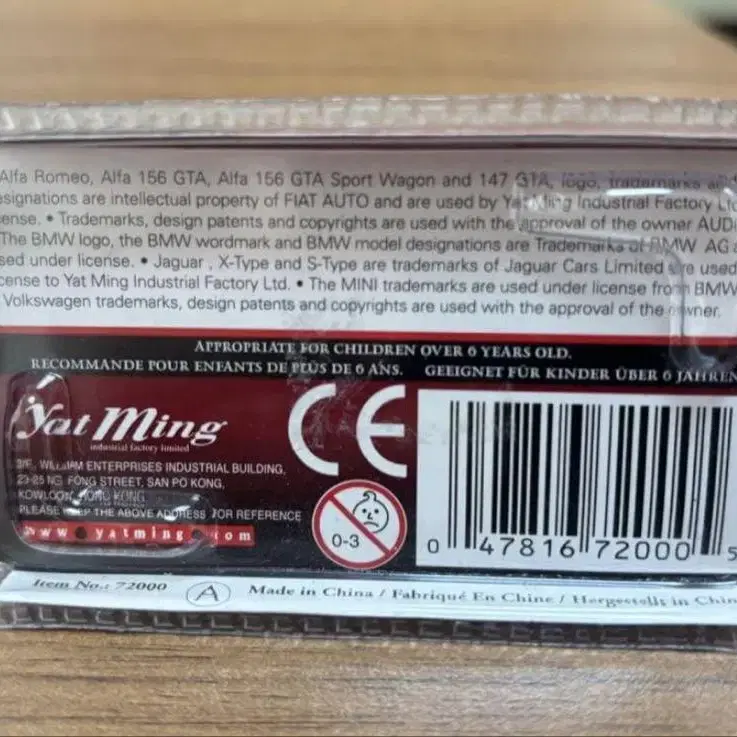 Alfa Romeo, Alfa 156 GTA, Alfa 156 GTA Sport Wagon and 147 GTA, logo, trademarks and
esignations are intellectual property of FIAT AUTO and are used by Yat Ming Industrial Factory Ltd
ense. • Trademarks, design patents and copyrights are used with the approval of the owner AUDI
The BMW logo, the BMW wordmark and BMW model designations are Trademarks of BMW AG
sed under license. • Jaguar , X-Type and S-Type are trademarks of Jaguar Cars Limited are used
cense to Yat Ming Industrial Factory Ltd. • The MINI trademarks are used under license from BMW
Volkswagen trademarks, design patents and copyrights are used with the approval of the owner.
APPROPRIATE FOR CHILDREN OVER 6 YEARS OLD.
RECOMMANDE POUR ENFANTS DE PLUS DE 6 ANS. GEEIGNET FÜR KINDER ÜBER 6 JAHREN
Yat Ming
industrial factory limited
3/F., WILLIAM ENTERPRISES INDUSTRIAL BUILDING,
23-25 NG FONG STREET, SAN PO KONG,
KOWLOON, HONG KONG
PLEASE KEEP THE ABOVE ADDRESS FOR REFERENCE
www.yatming.com
CE
0-3
0 47816 72000 5
Item No.: 72000 A Made in China / Fabriqué En Chine / Hergestellt in Chin